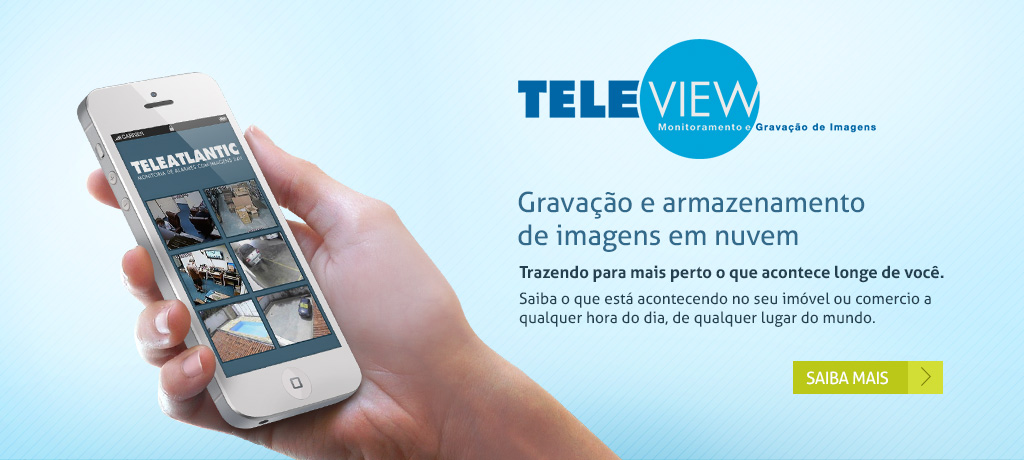 CARRIER
TELEATLANTIC
TELEVIEW
Monitoramento e Gravação de Imagens
Gravação e armazenamento
de imagens em nuvem
Trazendo para mais perto o que acontece longe de você.
Saiba o que está acontecendo no seu imóvel ou comercio a
qualquer hora do dia, de qualquer lugar do mundo.
SAIBA MAIS